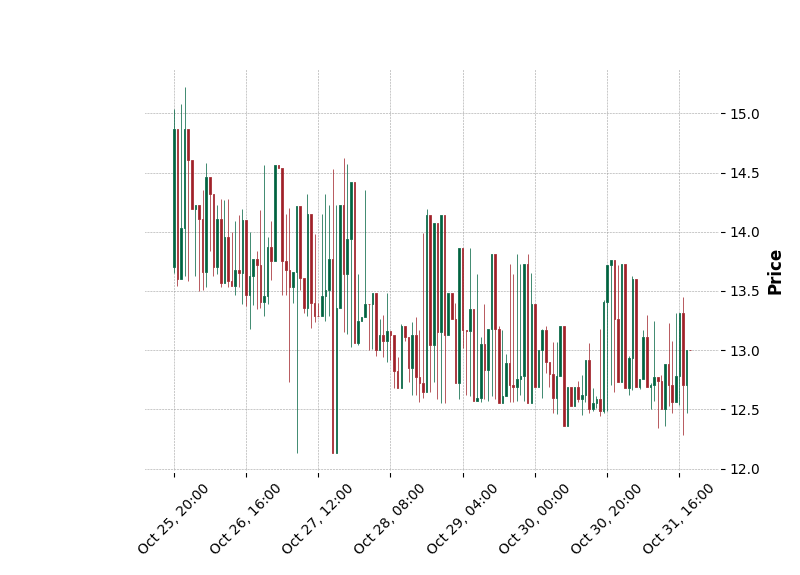 15.0
14.5
14.0
13.5
13.0
12.5
12.0
Price
Oct 25, 20:00
Oct 26, 16:00
Oct 27, 12:00
Oct 28, 08:00
Oct 29, 04:00
Oct 30, 00:00
Oct 30, 20:00
Oct 31, 16:00